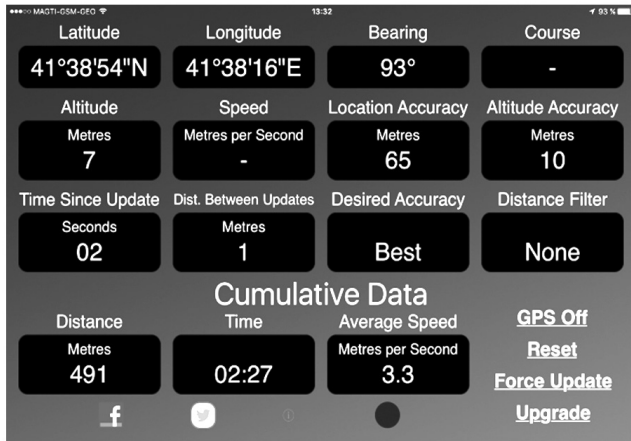 MAGTI-GSM-GEO 13:32 93 %
Latitude Longitude Bearing Course
41°38'54"N 41°38'16"E 93° -
Altitude Speed Location Accuracy Altitude Accuracy
Metres Metres per Second Metres Metres
7 - 65 10
Time Since Update Dist. Between Updates Desired Accuracy Distance Filter
Seconds Metres
02 1 Best None
Cumulative Data
Distance Time Average Speed GPS Off
Metres Metres per Second Reset
491 02:27 3.3 Force Update
Upgrade